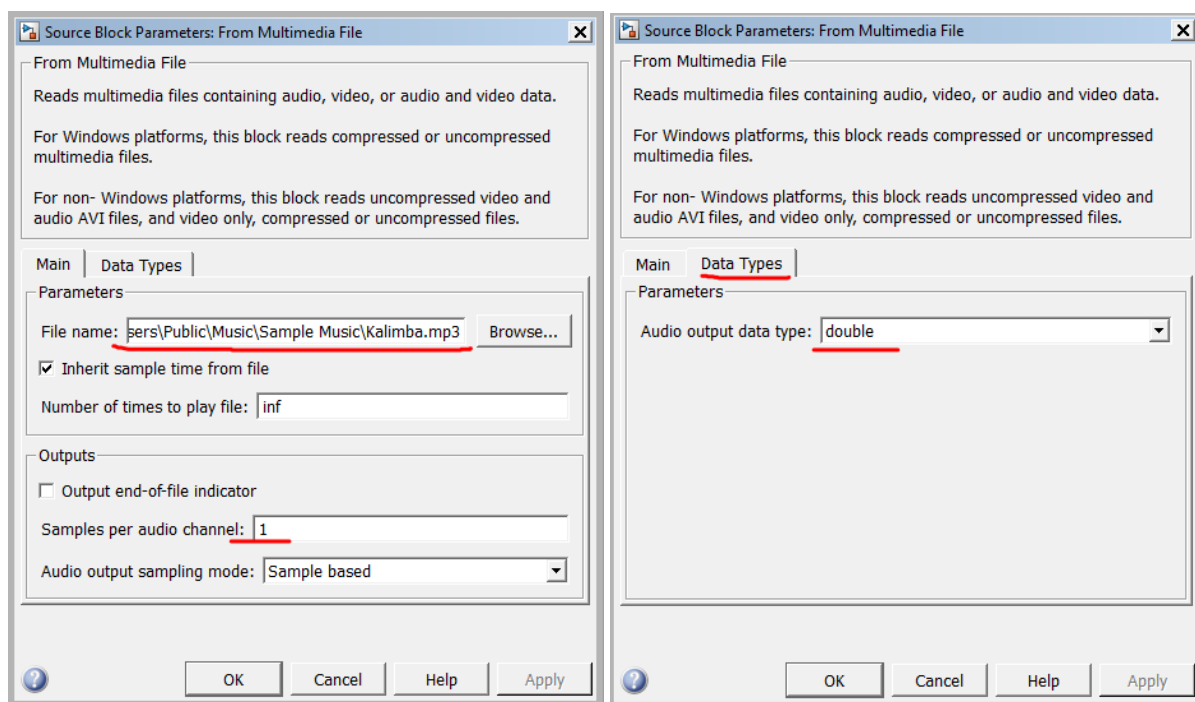 Source Block Parameters: From Multimedia File
From Multimedia File
Reads multimedia files containing audio, video, or audio and video data.
For Windows platforms, this block reads compressed or uncompressed
multimedia files.
For non- Windows platforms, this block reads uncompressed video and
audio AVI files, and video only, compressed or uncompressed files.
Main Data Types
Parameters
File name: sers\Public\Music\Sample Music\Kalimba.mp3 Browse...
Inherit sample time from file
Number of times to play file: inf
Outputs
Output end-of-file indicator
Samples per audio channel: 1
Audio output sampling mode: Sample based
OK Cancel Help Apply
Source Block Parameters: From Multimedia File
From Multimedia File
Reads multimedia files containing audio, video, or audio and video data.
For Windows platforms, this block reads compressed or uncompressed
multimedia files.
For non- Windows platforms, this block reads uncompressed video and
audio AVI files, and video only, compressed or uncompressed files.
Main Data Types
Parameters
Audio output data type: double
OK Cancel Help Apply